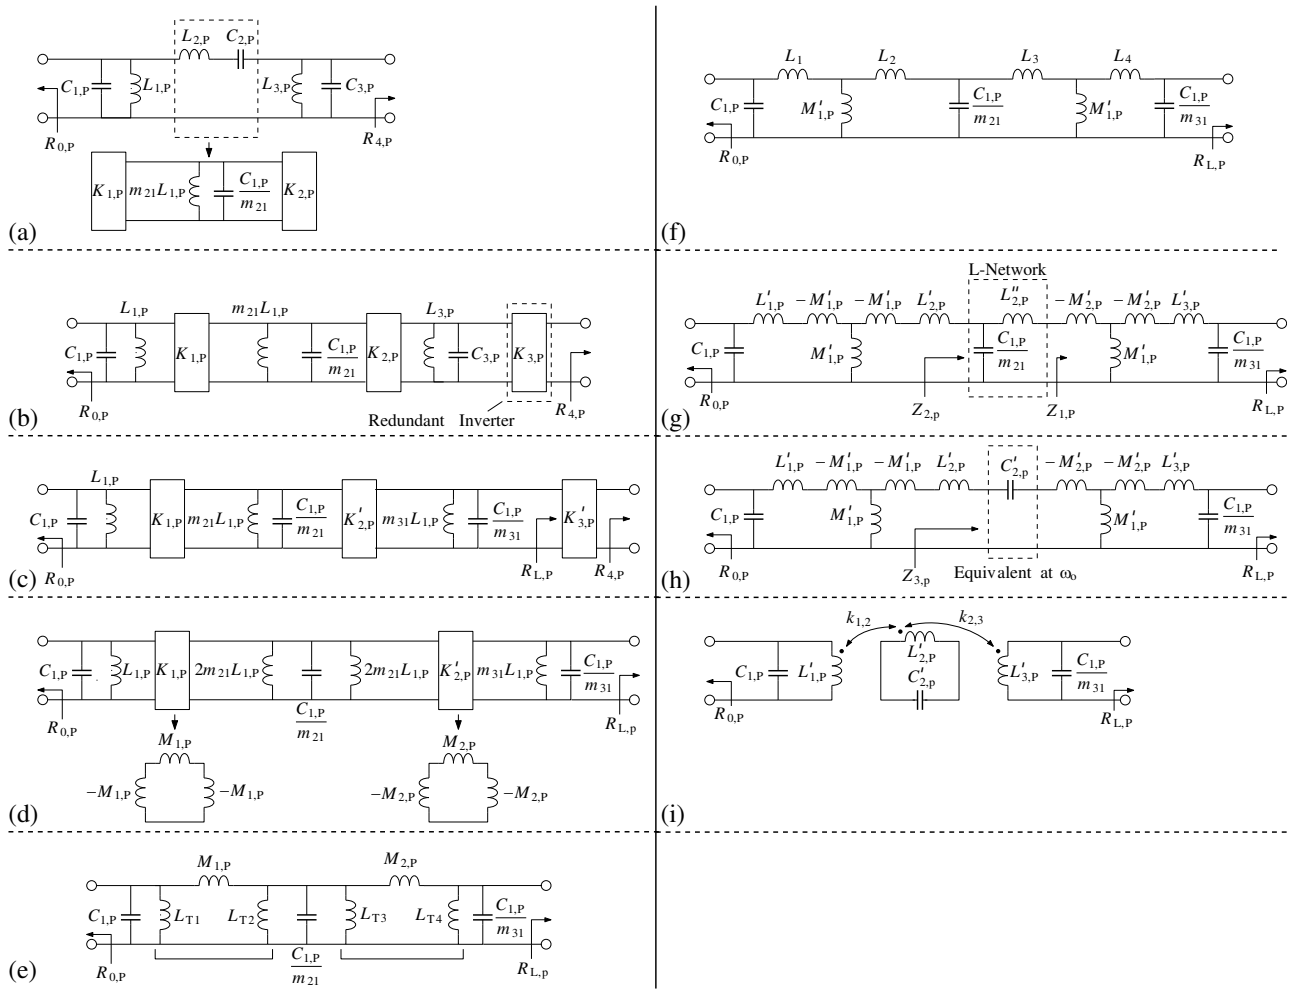 L2,P C2,P
C1,P L1,P L3,P C3,P
R0,P R4,P
K1,P m21L1,P C1,P/m21 K2,P
(a)
L1,P m21L1,P L3,P
C1,P K1,P C1,P/m21 K2,P C3,P K3,P
R0,P Redundant Inverter R4,P
(b)
L1,P
C1,P K1,P m21L1,P C1,P/m21 K′2,P m31L1,P C1,P/m31 K′3,P
R0,P RL,P R4,P
(c)
C1,P L1,P K1,P 2m21L1,P 2m21L1,P K′2,P m31L1,P C1,P/m31
R0,P C1,P/m21 RL,p
M1,P M2,P
−M1,P −M1,P −M2,P −M2,P
(d)
M1,P M2,P
C1,P LT1 LT2 LT3 LT4 C1,P/m31
R0,P C1,P/m21 RL,p
(e)
L1 L2 L3 L4
C1,P M′1,P C1,P/m21 M′1,P C1,P/m31
R0,P RL,P
(f)
L-Network
L′1,P −M′1,P −M′1,P L′2,P L″2,P −M′2,P −M′2,P L′3,P
C1,P M′1,P C1,P/m21 M′1,P C1,P/m31
R0,P Z2,p Z1,P RL,P
(g)
L′1,P −M′1,P −M′1,P L′2,P C′2,p −M′2,P −M′2,P L′3,P
C1,P M′1,P M′1,P C1,P/m31
R0,P Z3,p Equivalent at ωo RL,P
(h)
k1,2 k2,3
C1,P L′1,P L′2,P L′3,P C1,P/m31
C′2,p
R0,P RL,P
(i)